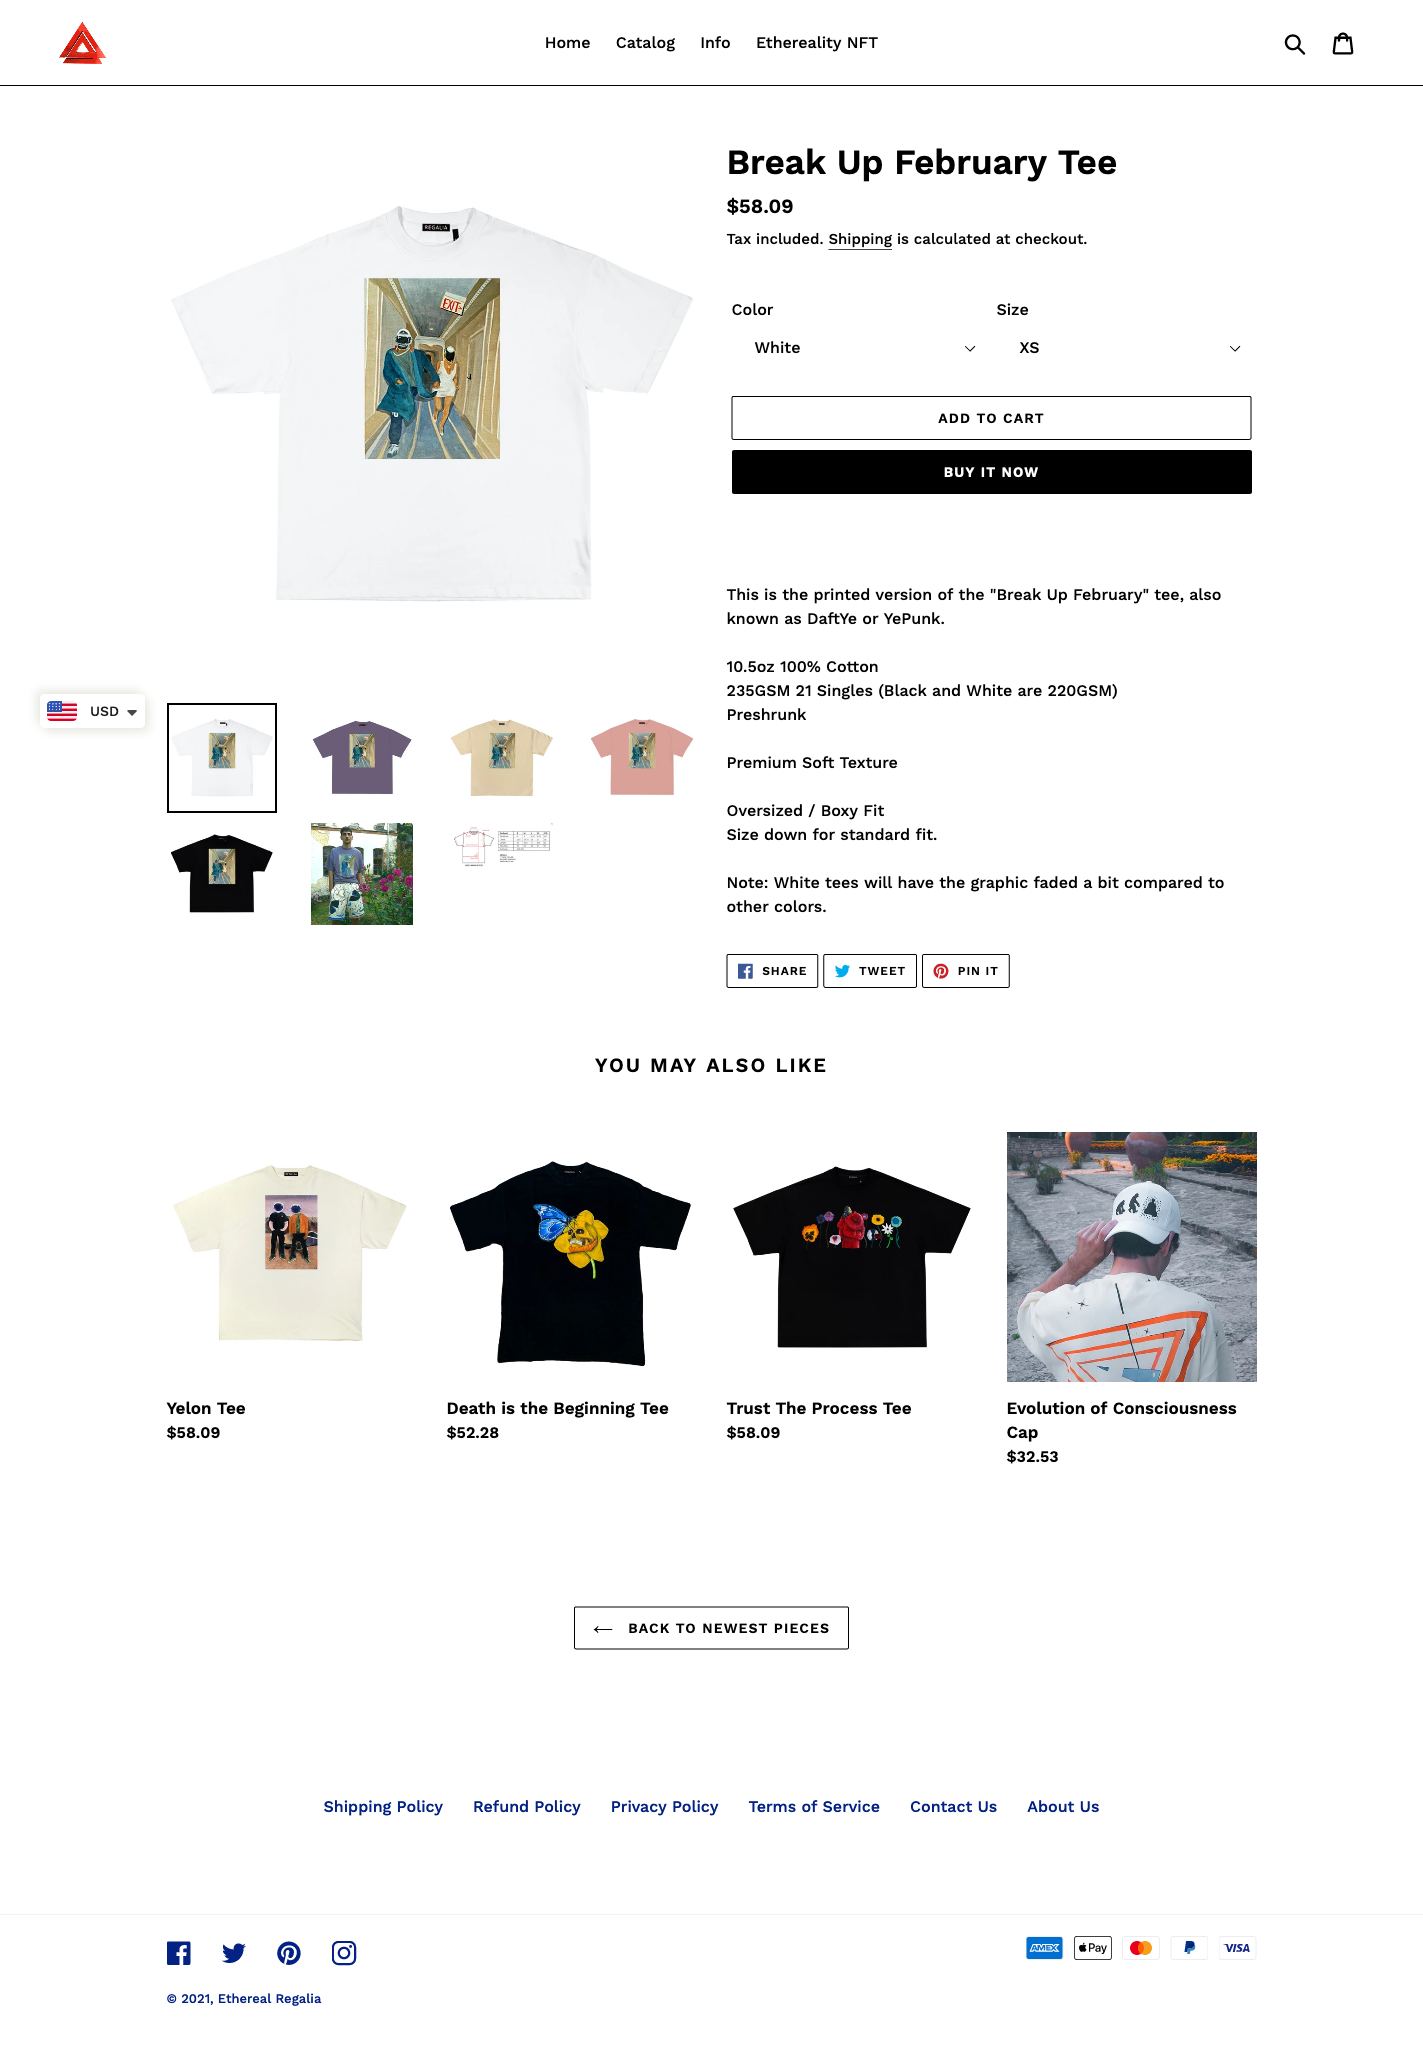 Home Catalog Info Ethereality NFT
Break Up February Tee
$58.09
Tax included. Shipping is calculated at checkout.
REGALIA
EXIT
Color Size
White XS
ADD TO CART
BUY IT NOW
This is the printed version of the "Break Up February" tee, also
known as DaftYe or YePunk.
10.5oz 100% Cotton
235GSM 21 Singles (Black and White are 220GSM)
Preshrunk
Premium Soft Texture
Oversized / Boxy Fit
Size down for standard fit.
Note: White tees will have the graphic faded a bit compared to
other colors.
USD
SHARE TWEET PIN IT
YOU MAY ALSO LIKE
Yelon Tee
$58.09
Death is the Beginning Tee
$52.28
Trust The Process Tee
$58.09
Evolution of Consciousness
Cap
$32.53
BACK TO NEWEST PIECES
Shipping Policy Refund Policy Privacy Policy Terms of Service Contact Us About Us
AMEX Pay VISA
© 2021, Ethereal Regalia